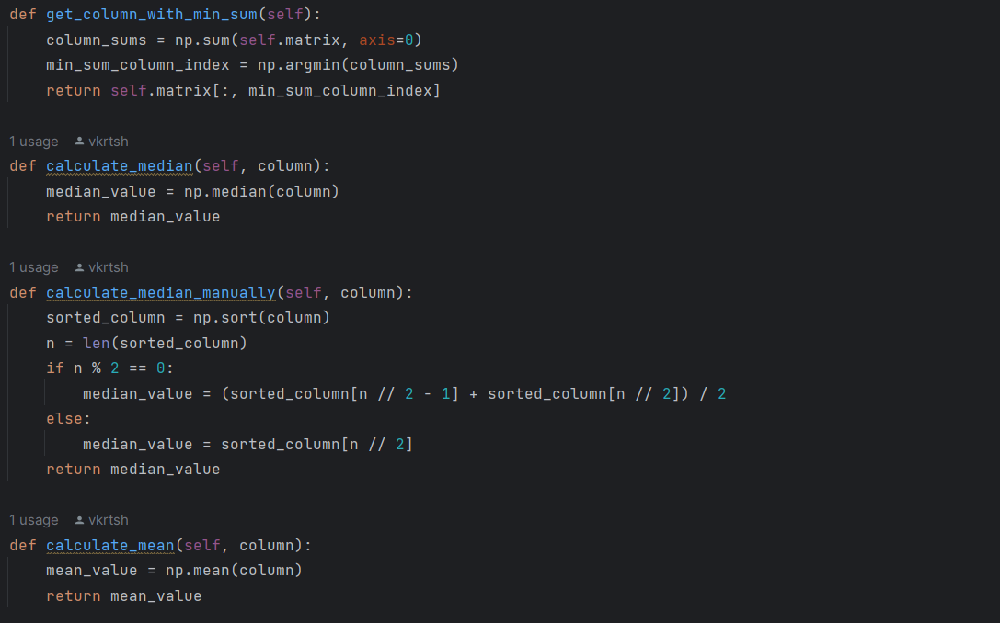 def get_column_with_min_sum(self):
    column_sums = np.sum(self.matrix, axis=0)
    min_sum_column_index = np.argmin(column_sums)
    return self.matrix[:, min_sum_column_index]
1 usage vkrtsh
def calculate_median(self, column):
    median_value = np.median(column)
    return median_value
1 usage vkrtsh
def calculate_median_manually(self, column):
    sorted_column = np.sort(column)
    n = len(sorted_column)
    if n % 2 == 0:
        median_value = (sorted_column[n // 2 - 1] + sorted_column[n // 2]) / 2
    else:
        median_value = sorted_column[n // 2]
    return median_value
1 usage vkrtsh
def calculate_mean(self, column):
    mean_value = np.mean(column)
    return mean_value